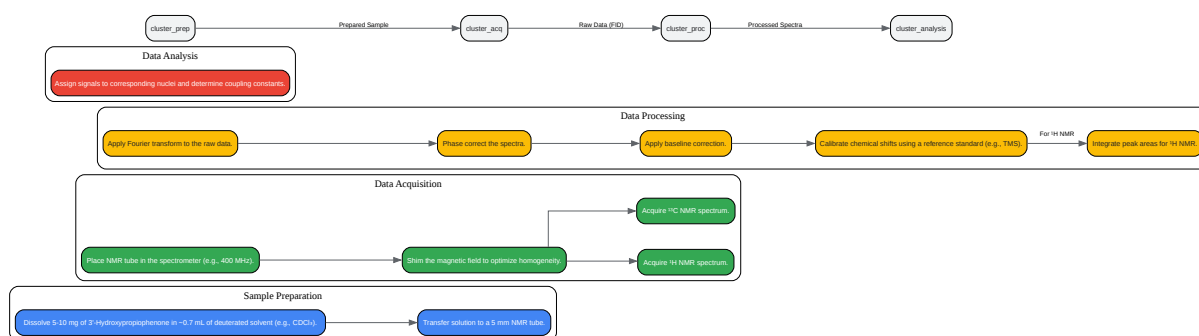 cluster_prep
Prepared Sample
cluster_acq
Raw Data (FID)
cluster_proc
Processed Spectra
cluster_analysis
Data Analysis
Assign signals to corresponding nuclei and determine coupling constants.
Data Processing
Apply Fourier transform to the raw data.
Phase correct the spectra.
Apply baseline correction.
Calibrate chemical shifts using a reference standard (e.g., TMS).
For ¹H NMR
Integrate peak areas for ¹H NMR.
Data Acquisition
Acquire ¹³C NMR spectrum.
Place NMR tube in the spectrometer (e.g., 400 MHz).
Shim the magnetic field to optimize homogeneity.
Acquire ¹H NMR spectrum.
Sample Preparation
Dissolve 5-10 mg of 3'-Hydroxypropiophenone in ~0.7 mL of deuterated solvent (e.g., CDCl₃).
Transfer solution to a 5 mm NMR tube.